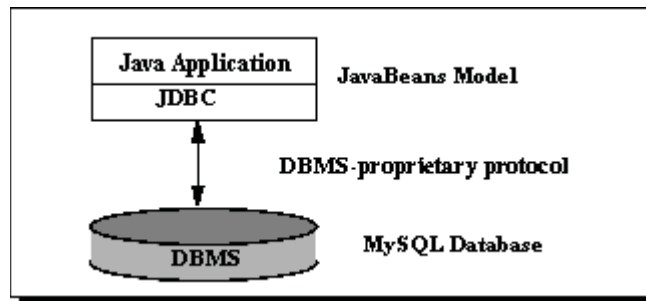 Java Application
JavaBeans Model
JDBC
DBMS-proprietary protocol
MySQL Database
DBMS